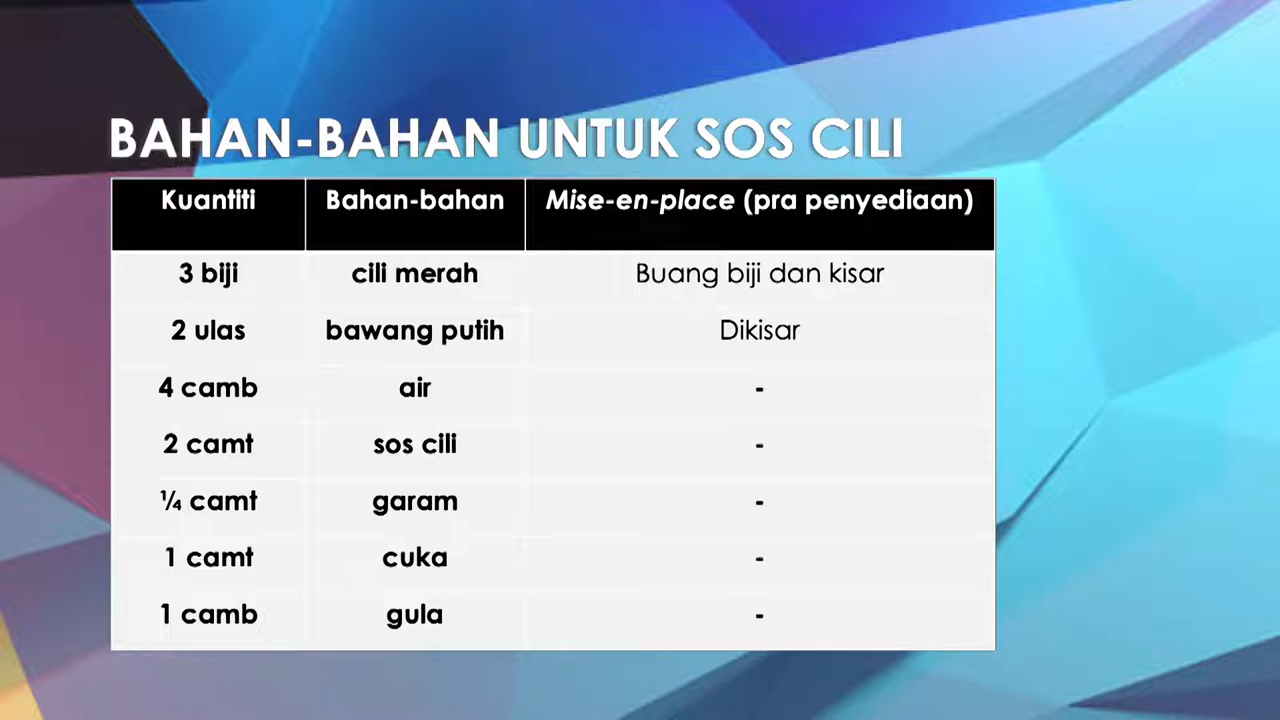 BAHAN-BAHAN UNTUK SOS CILI
Kuantiti Bahan-bahan Mise-en-place (pra penyediaan)
3 biji cili merah Buang biji dan kisar
2 ulas bawang putih Dikisar
4 camb air -
2 camt sos cili -
¼ camt garam -
1 camt cuka -
1 camb gula -